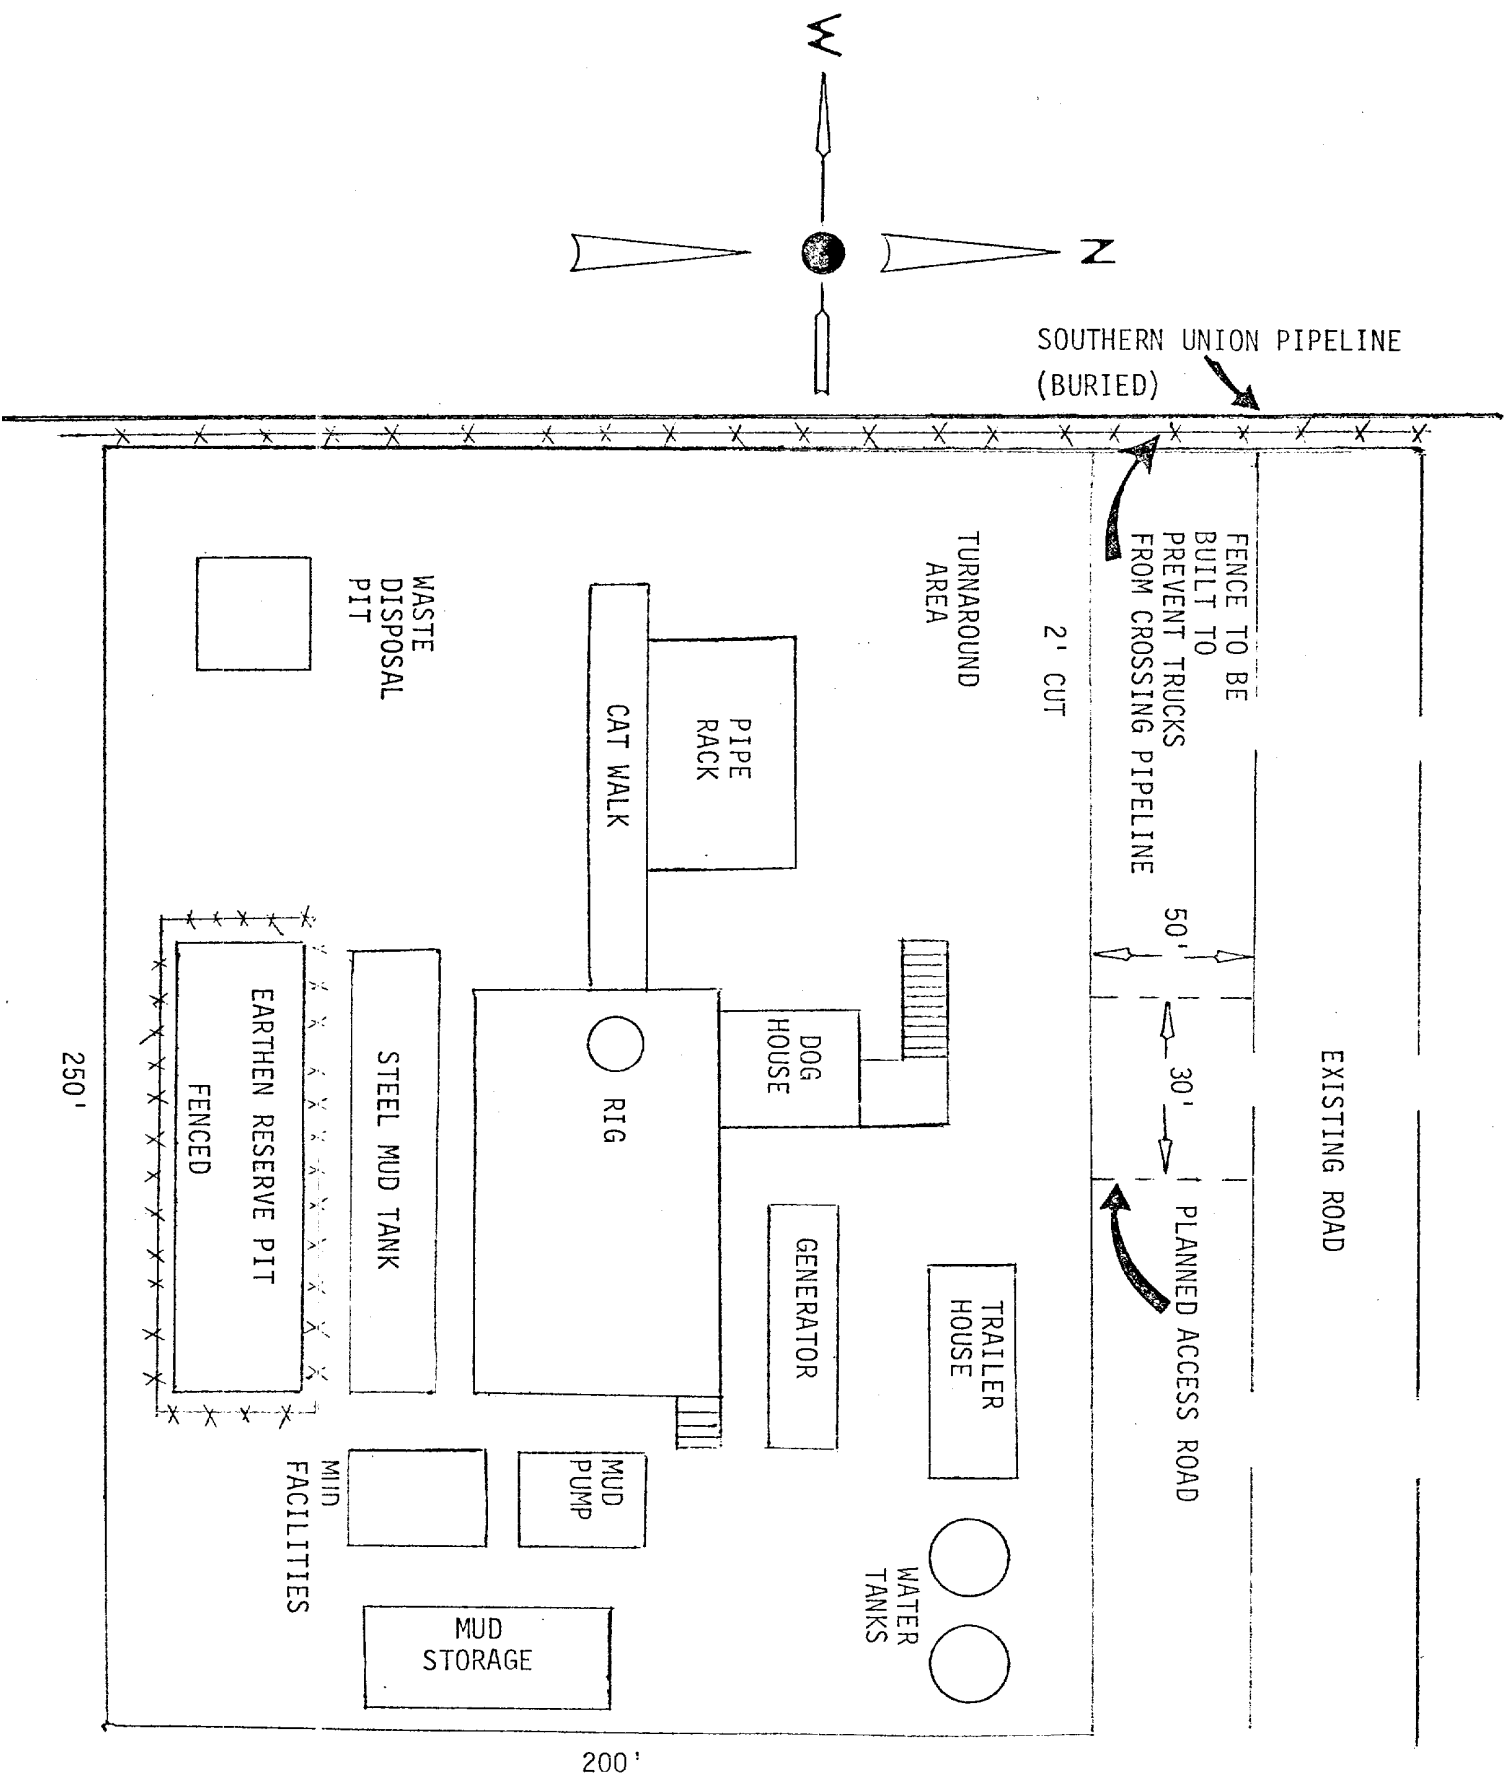 W
N
SOUTHERN UNION PIPELINE
(BURIED)
FENCE TO BE
BUILT TO
PREVENT TRUCKS
FROM CROSSING PIPELINE
2' CUT
TURNAROUND
AREA
WASTE
DISPOSAL
PIT
PIPE
RACK
CAT WALK
50'
30'
EXISTING ROAD
PLANNED ACCESS ROAD
DOG
HOUSE
RIG
STEEL MUD TANK
EARTHEN RESERVE PIT
FENCED
250'
GENERATOR
TRAILER
HOUSE
WATER
TANKS
MUD
PUMP
MUD
FACILITIES
MUD
STORAGE
200'